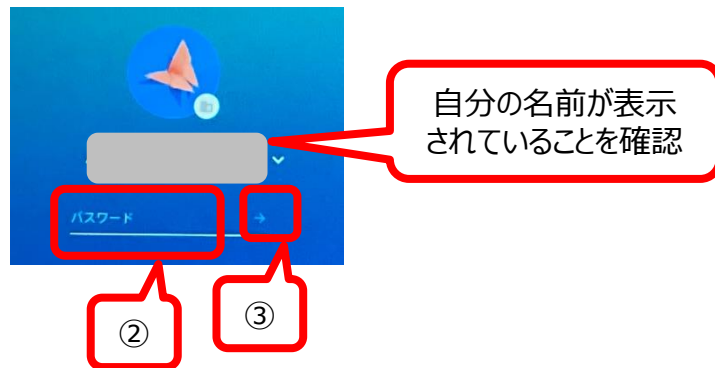 自分の名前が表示
されていることを確認
パスワード
→
②
③